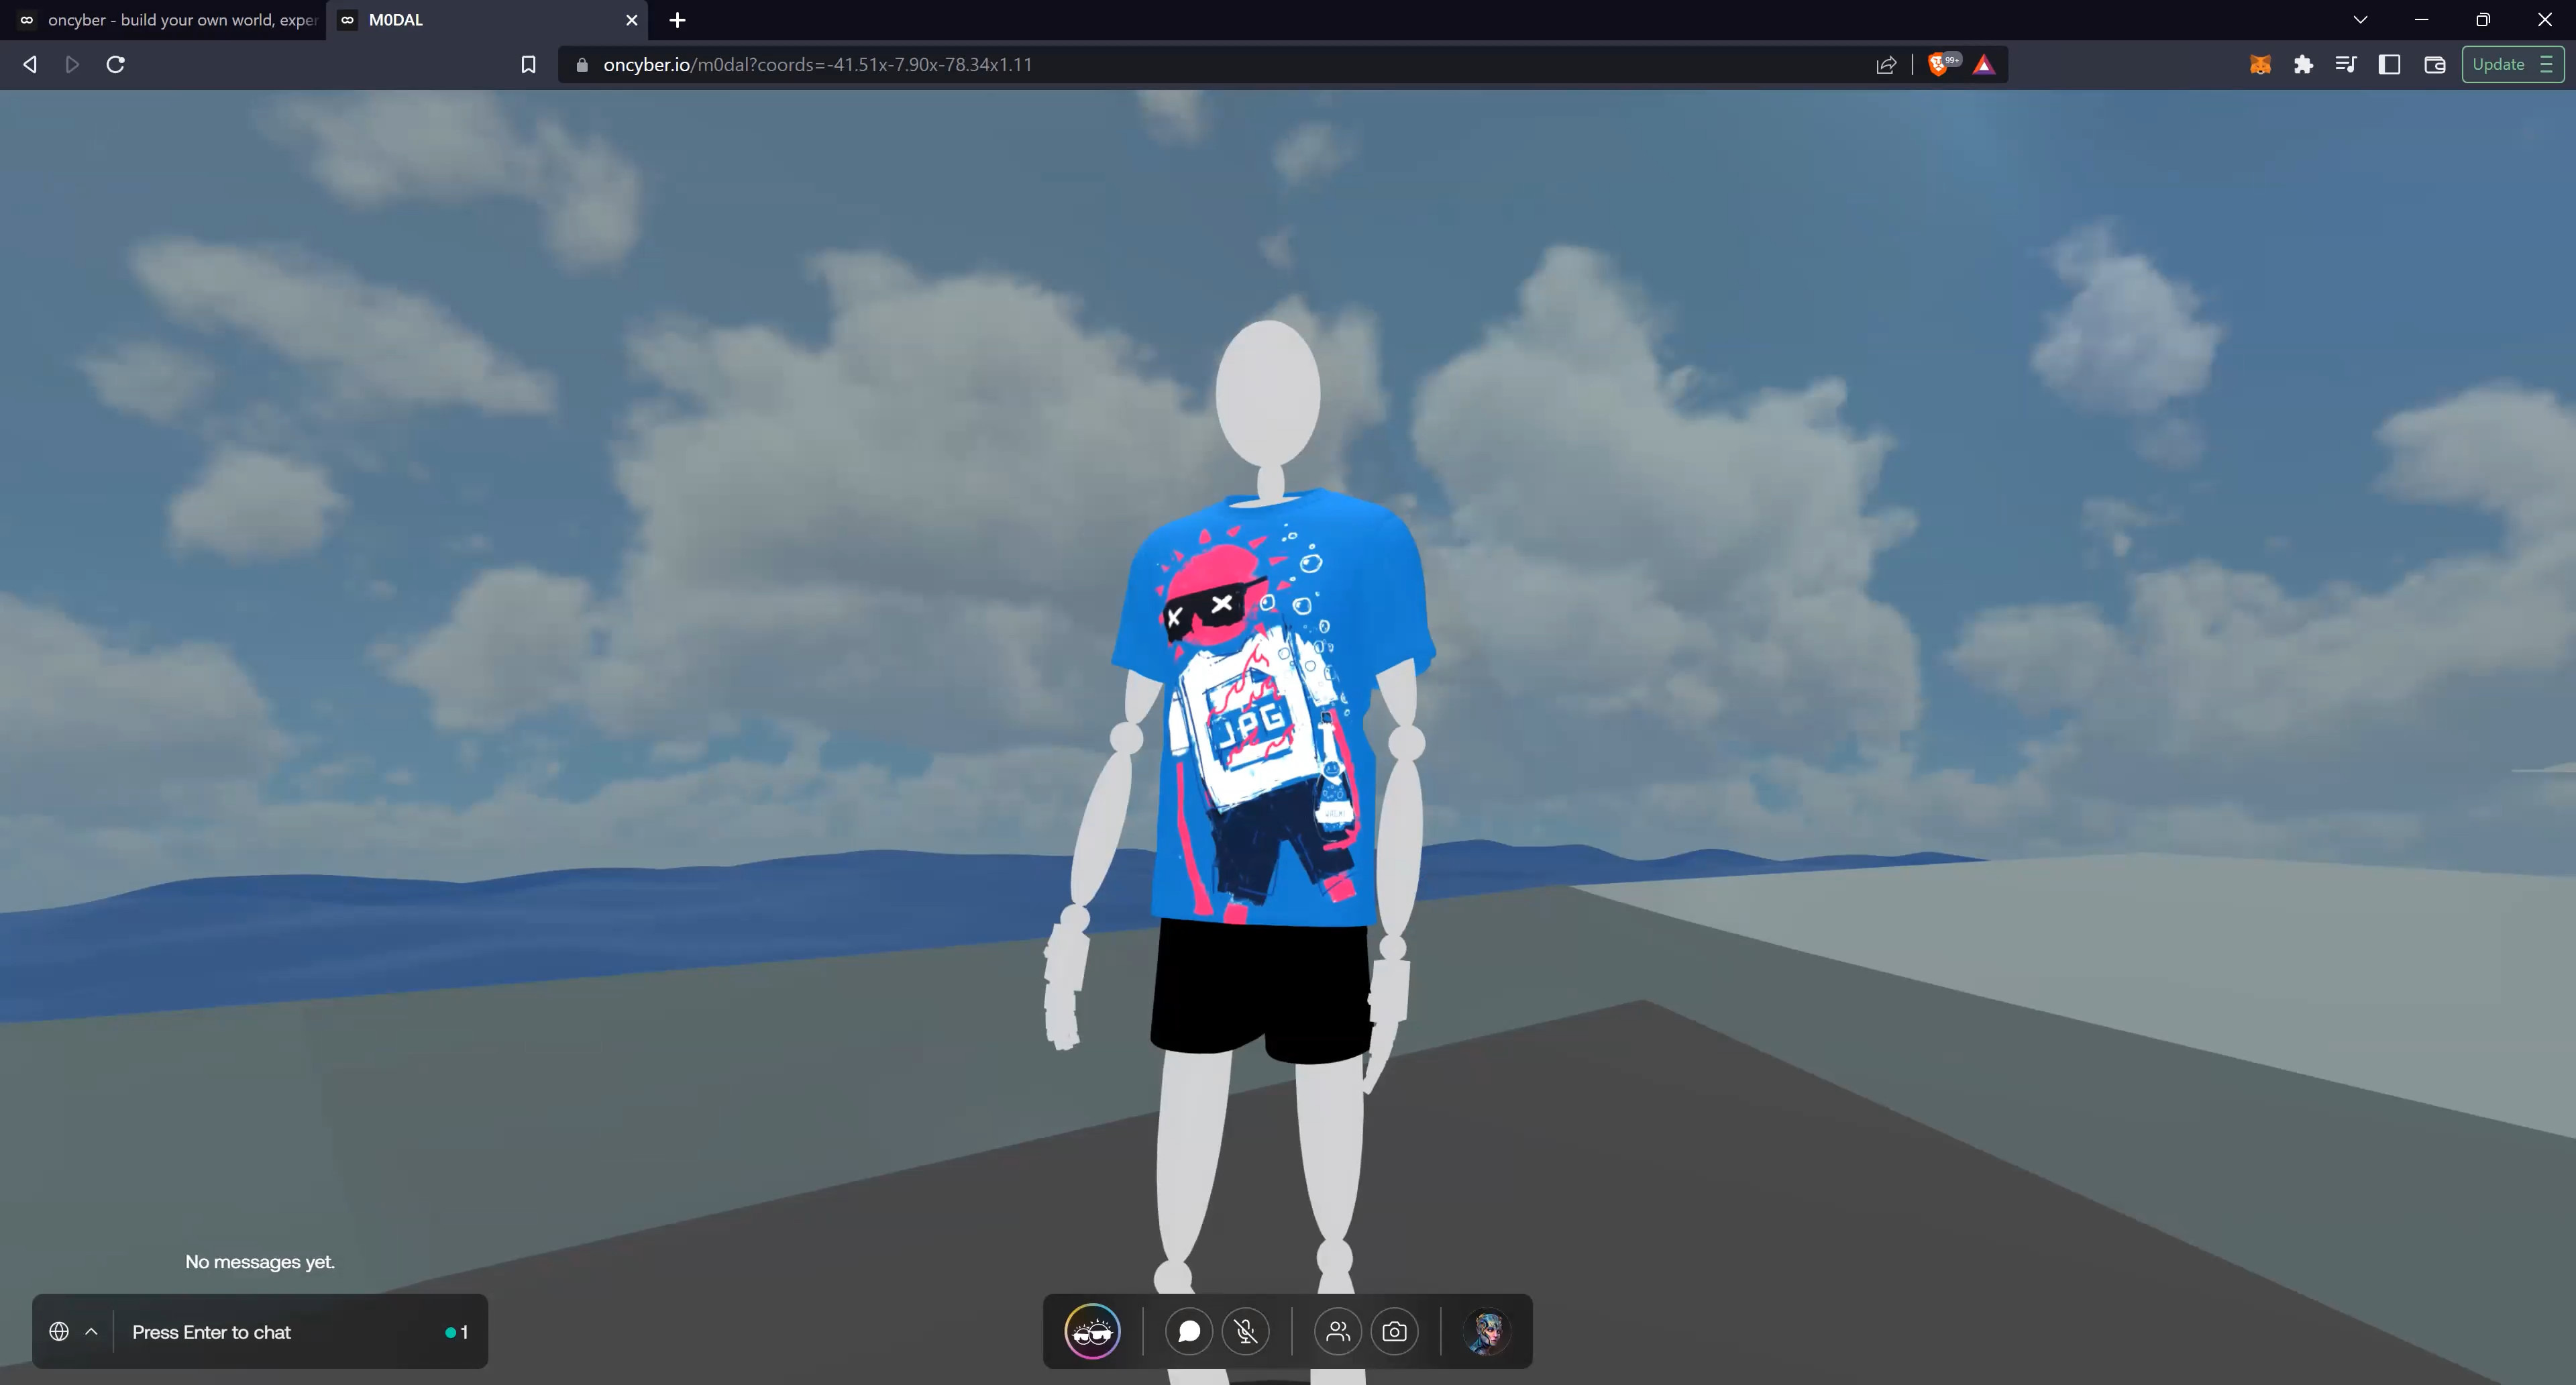 oncyber - build your own world, exper
M0DAL
oncyber.io/m0dal?coords=-41.51x-7.90x-78.34x1.11
99+
Update
JPG
No messages yet.
Press Enter to chat
1